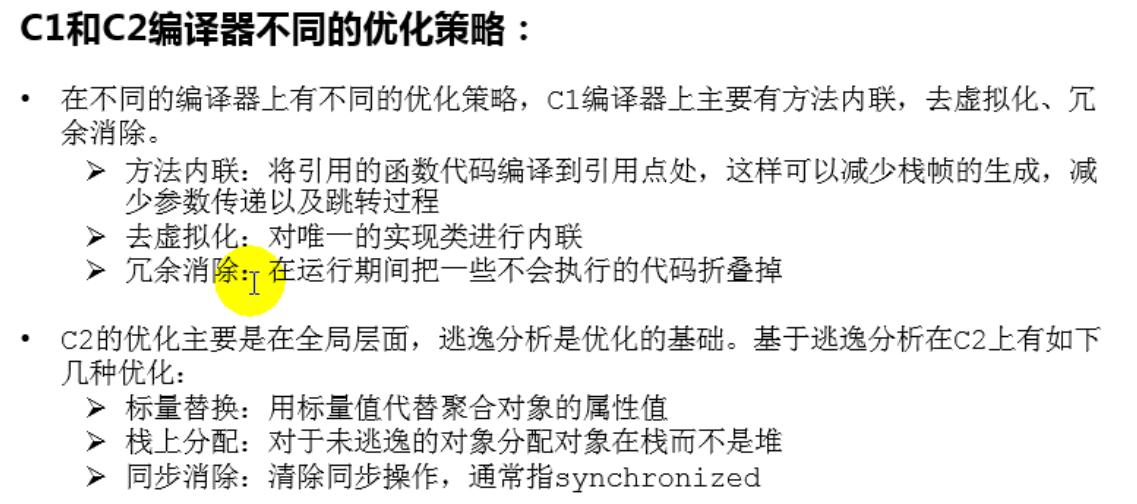 C1和C2编译器不同的优化策略：
• 在不同的编译器上有不同的优化策略，C1编译器上主要有方法内联，去虚拟化、冗
余消除。
➢ 方法内联：将引用的函数代码编译到引用点处，这样可以减少栈帧的生成，减
少参数传递以及跳转过程
➢ 去虚拟化：对唯一的实现类进行内联
➢ 冗余消除：在运行期间把一些不会执行的代码折叠掉
• C2的优化主要是在全局层面，逃逸分析是优化的基础。基于逃逸分析在C2上有如下
几种优化：
➢ 标量替换：用标量值代替聚合对象的属性值
➢ 栈上分配：对于未逃逸的对象分配对象在栈而不是堆
➢ 同步消除：清除同步操作，通常指synchronized